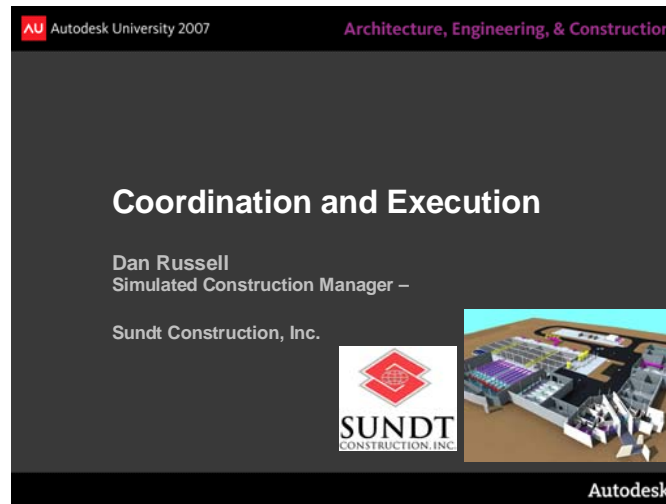 AU Autodesk University 2007
Architecture, Engineering, & Construction
Coordination and Execution
Dan Russell
Simulated Construction Manager –
Sundt Construction, Inc.
SUNDT
CONSTRUCTION, INC.
Autodesk